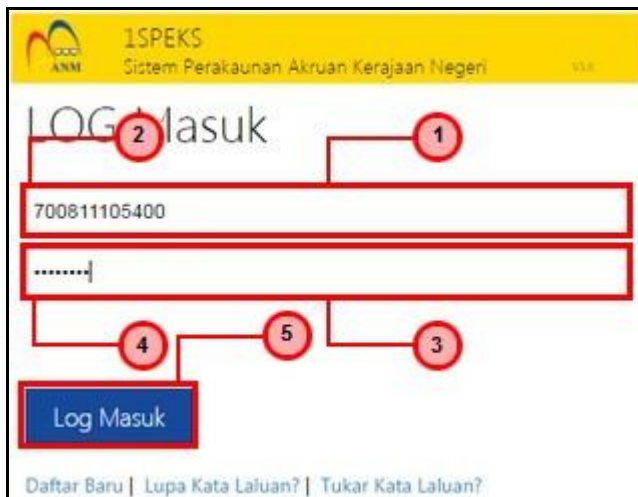 1SPEKS
ANM
Sistem Perakaunan Akruan Kerajaan Negeri
LOG Masuk
2
1
700811105400
••••••••
4
5
3
Log Masuk
Daftar Baru | Lupa Kata Laluan? | Tukar Kata Laluan?